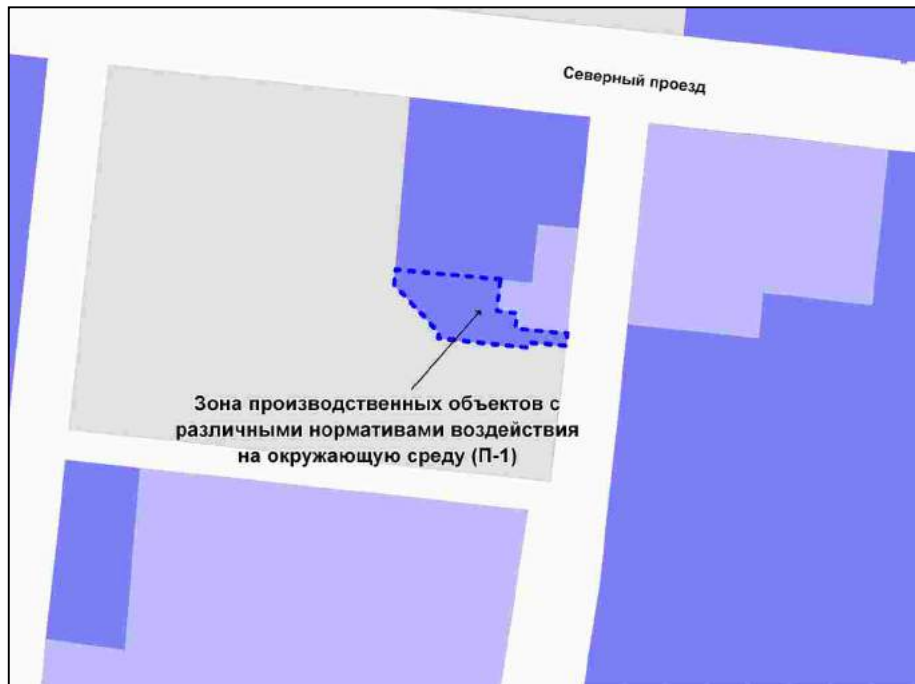 Северный проезд
Зона производственных объектов с
различными нормативами воздействия
на окружающую среду (П-1)